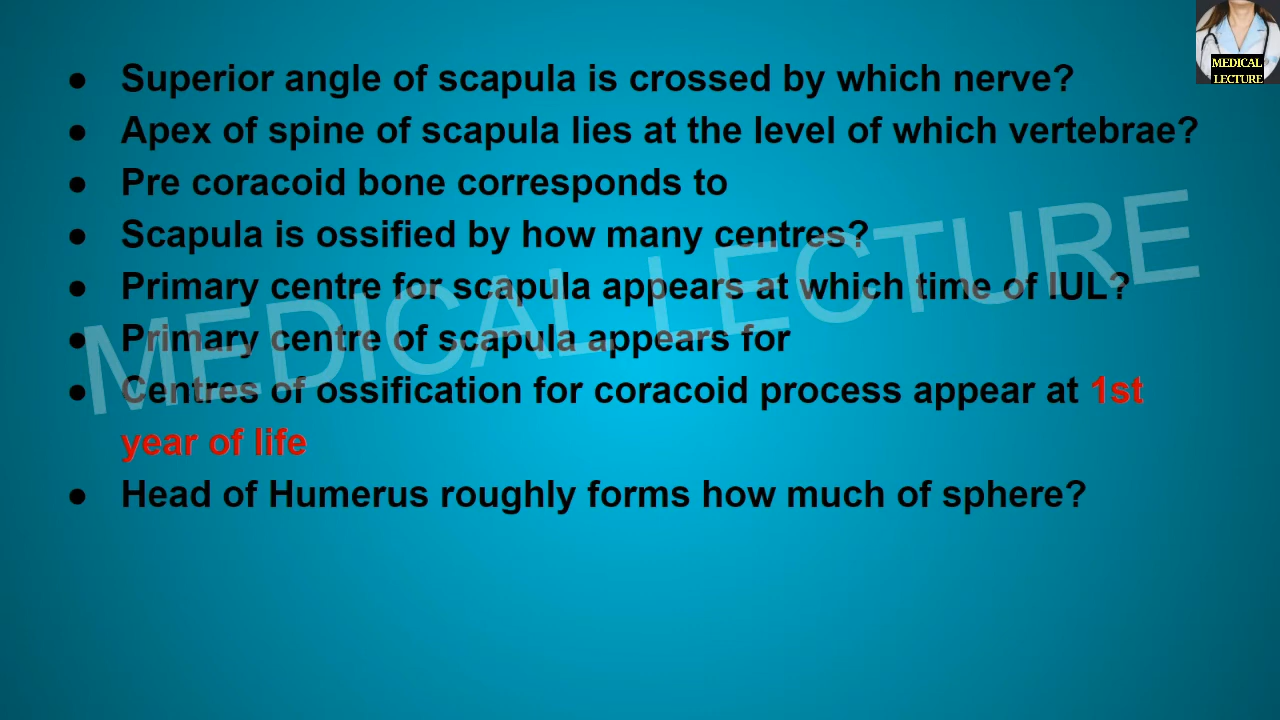 MEDICAL
LECTURE
● Superior angle of scapula is crossed by which nerve?
● Apex of spine of scapula lies at the level of which vertebrae?
● Pre coracoid bone corresponds to
● Scapula is ossified by how many centres?
● Primary centre for scapula appears at which time of IUL?
● Primary centre of scapula appears for
● Centres of ossification for coracoid process appear at 1st
year of life
● Head of Humerus roughly forms how much of sphere?
MEDICAL LECTURE